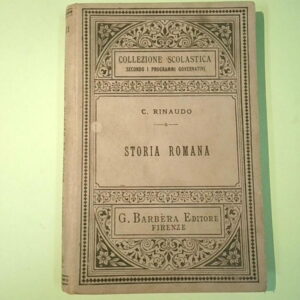 COLLEZIONE SCOLASTICA
SECONDO I PROGRAMMI GOVERNATIVI
C. RINAUDO
STORIA ROMANA
G. BARBÈRA EDITORE
FIRENZE